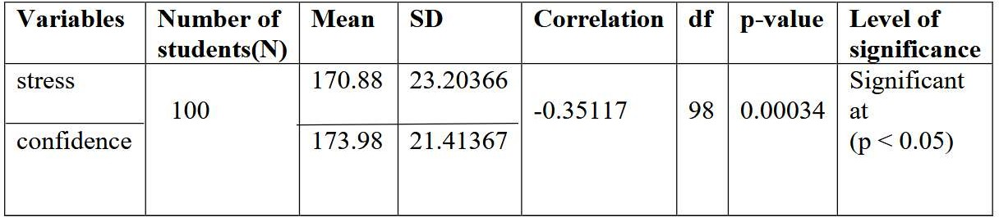 Variables Number of students(N) Mean SD Correlation df p-value Level of significance
stress 100 170.88 23.20366 -0.35117 98 0.00034 Significant at (p < 0.05)
confidence 173.98 21.41367